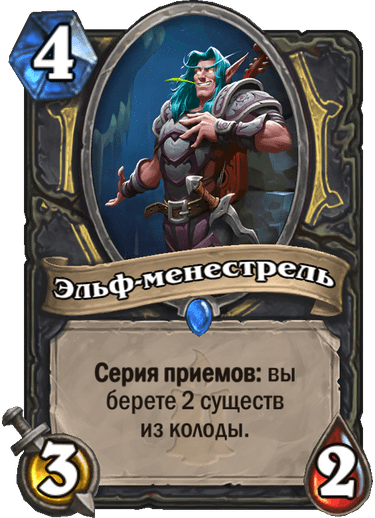 4
Эльф-менестрель
Серия приемов: вы
берете 2 существ
из колоды.
3
2